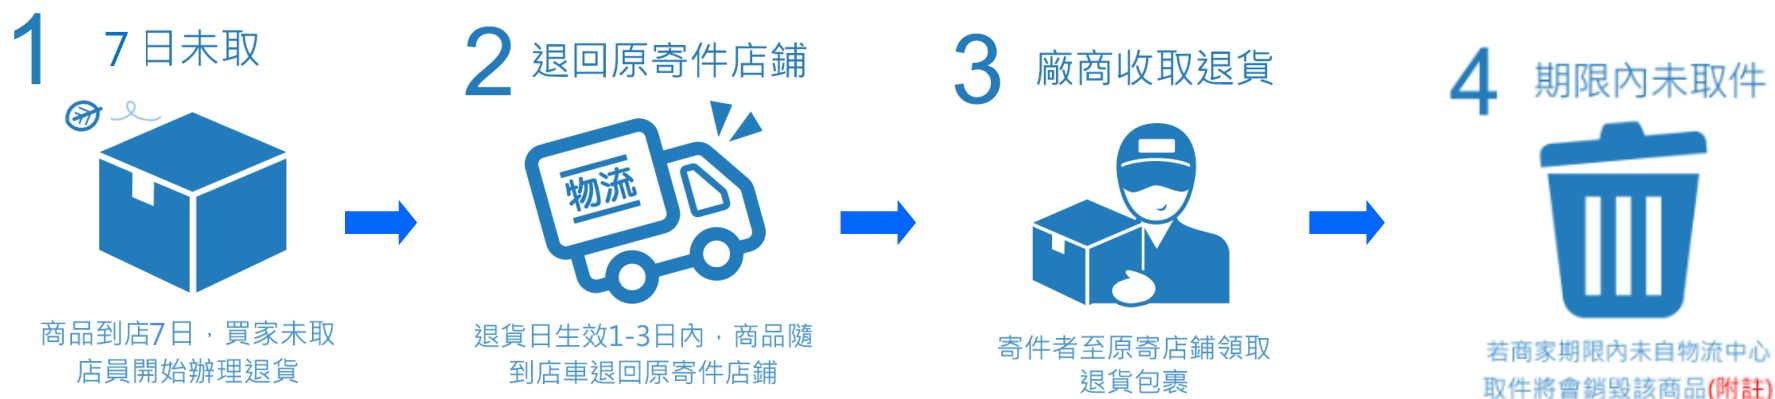 1
7日未取
商品到店7日，買家未取
店員開始辦理退貨
2
退回原寄件店鋪
物流
退貨日生效1-3日內，商品隨
到店車退回原寄件店鋪
3
廠商收取退貨
寄件者至原寄店鋪領取
退貨包裹
4
期限內未取件
若商家期限內未自物流中心
取件將會銷毀該商品(附註)